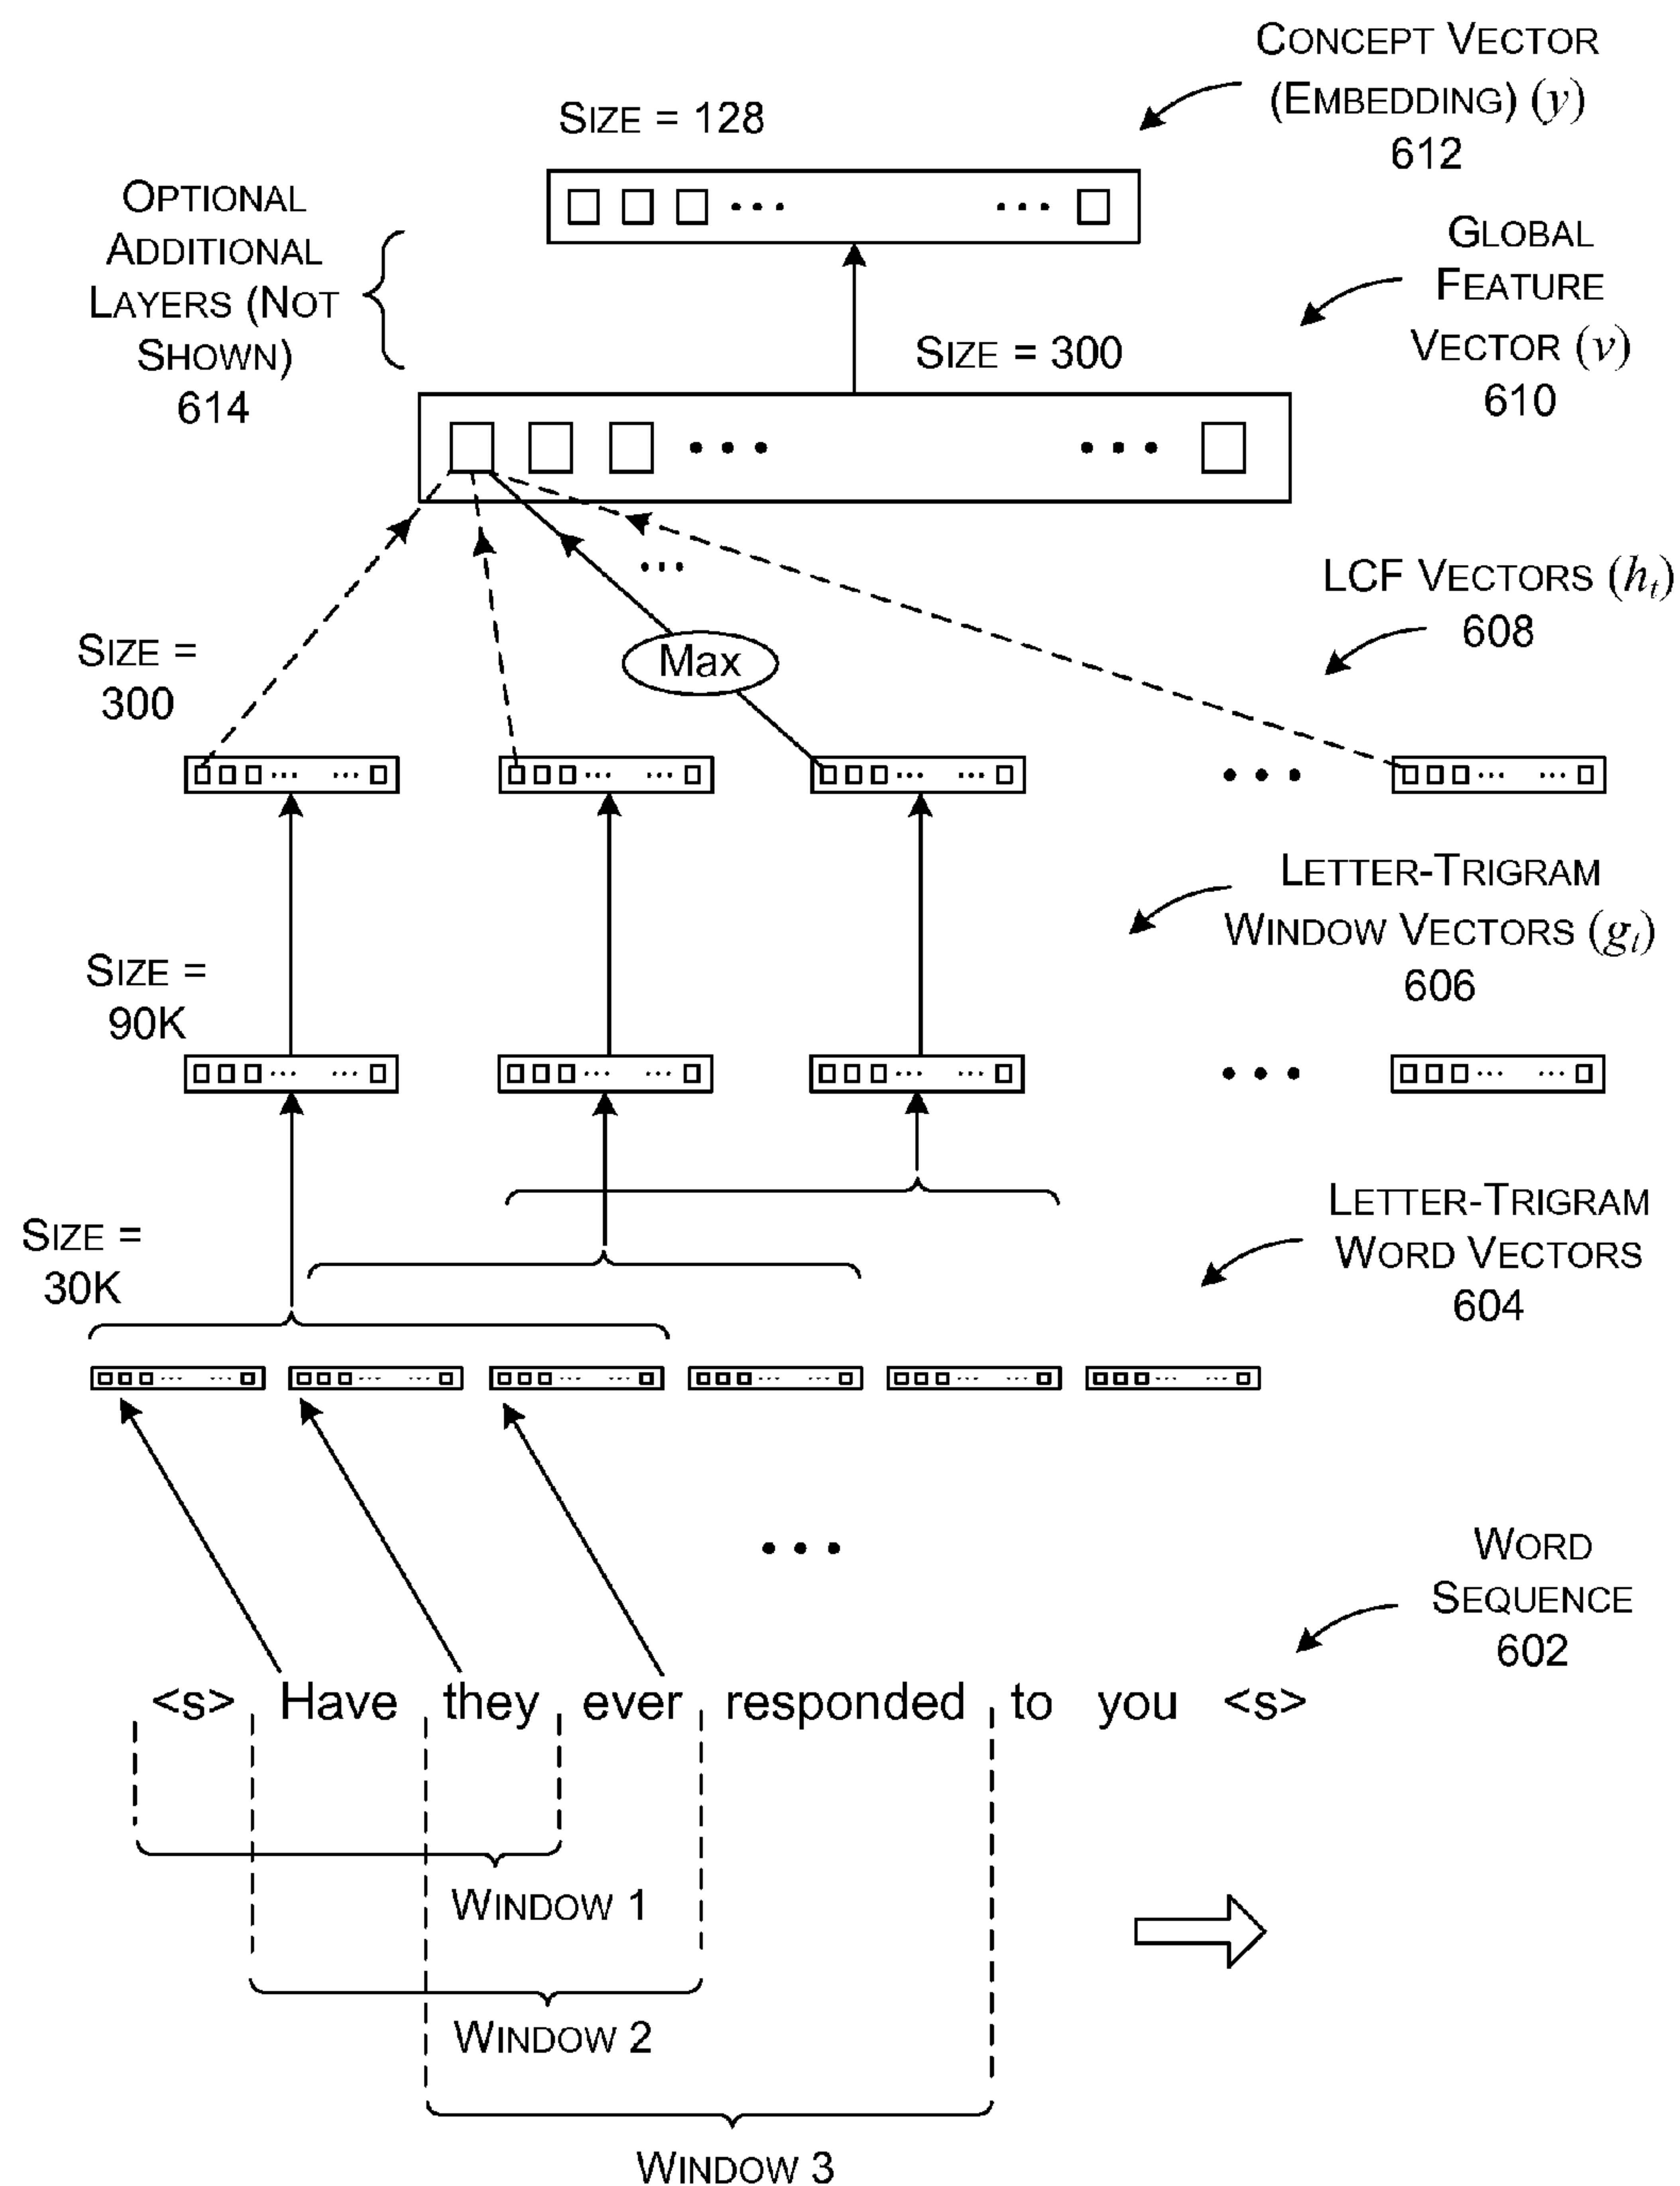 CONCEPT VECTOR
(EMBEDDING) (y)
612
SIZE = 128
OPTIONAL
ADDITIONAL
LAYERS (NOT
SHOWN)
614
GLOBAL
FEATURE
VECTOR (v)
610
SIZE = 300
LCF VECTORS (hₜ)
608
SIZE =
300
Max
LETTER-TRIGRAM
WINDOW VECTORS (gₜ)
606
SIZE =
90K
LETTER-TRIGRAM
WORD VECTORS
604
SIZE =
30K
WORD
SEQUENCE
602
<s> Have they ever responded to you <s>
WINDOW 1
WINDOW 2
WINDOW 3